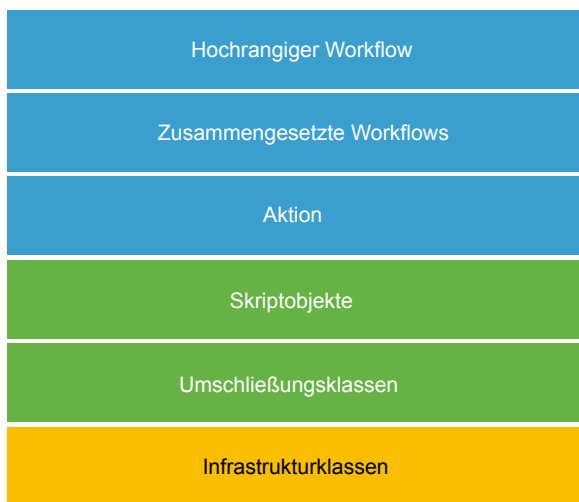 Hochrangiger Workflow
Zusammengesetzte Workflows
Aktion
Skriptobjekte
Umschließungsklassen
Infrastrukturklassen